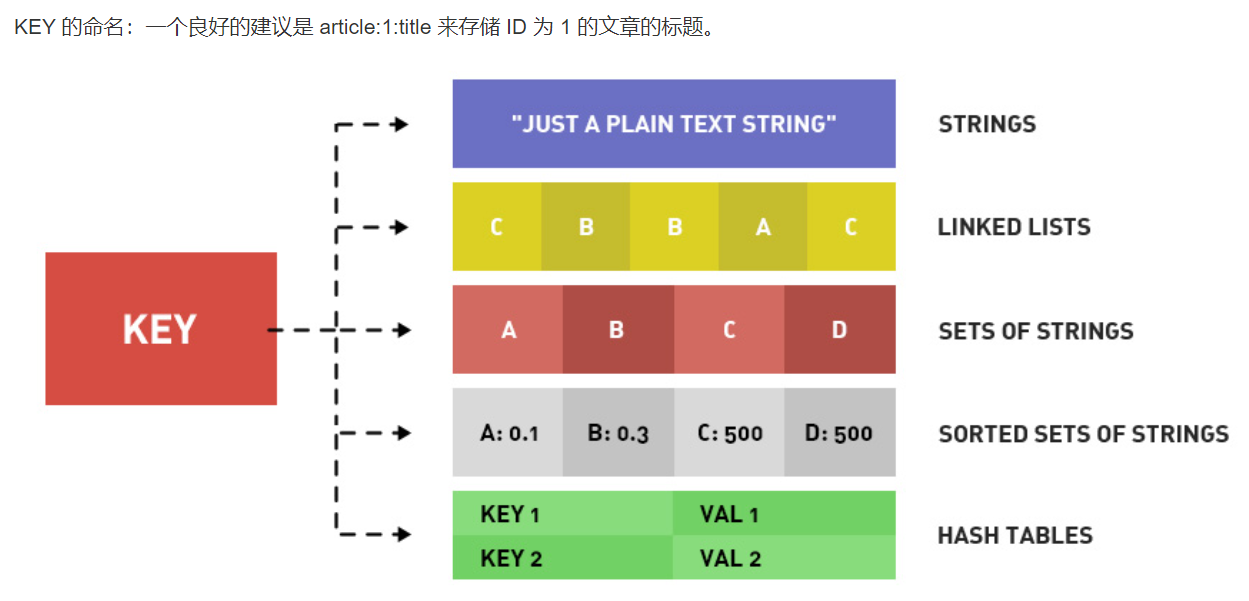 KEY 的命名：一个良好的建议是 article:1:title 来存储 ID 为 1 的文章的标题。
"JUST A PLAIN TEXT STRING" STRINGS
C B B A C LINKED LISTS
KEY
A B C D SETS OF STRINGS
A: 0.1 B: 0.3 C: 500 D: 500 SORTED SETS OF STRINGS
KEY 1 VAL 1
HASH TABLES
KEY 2 VAL 2